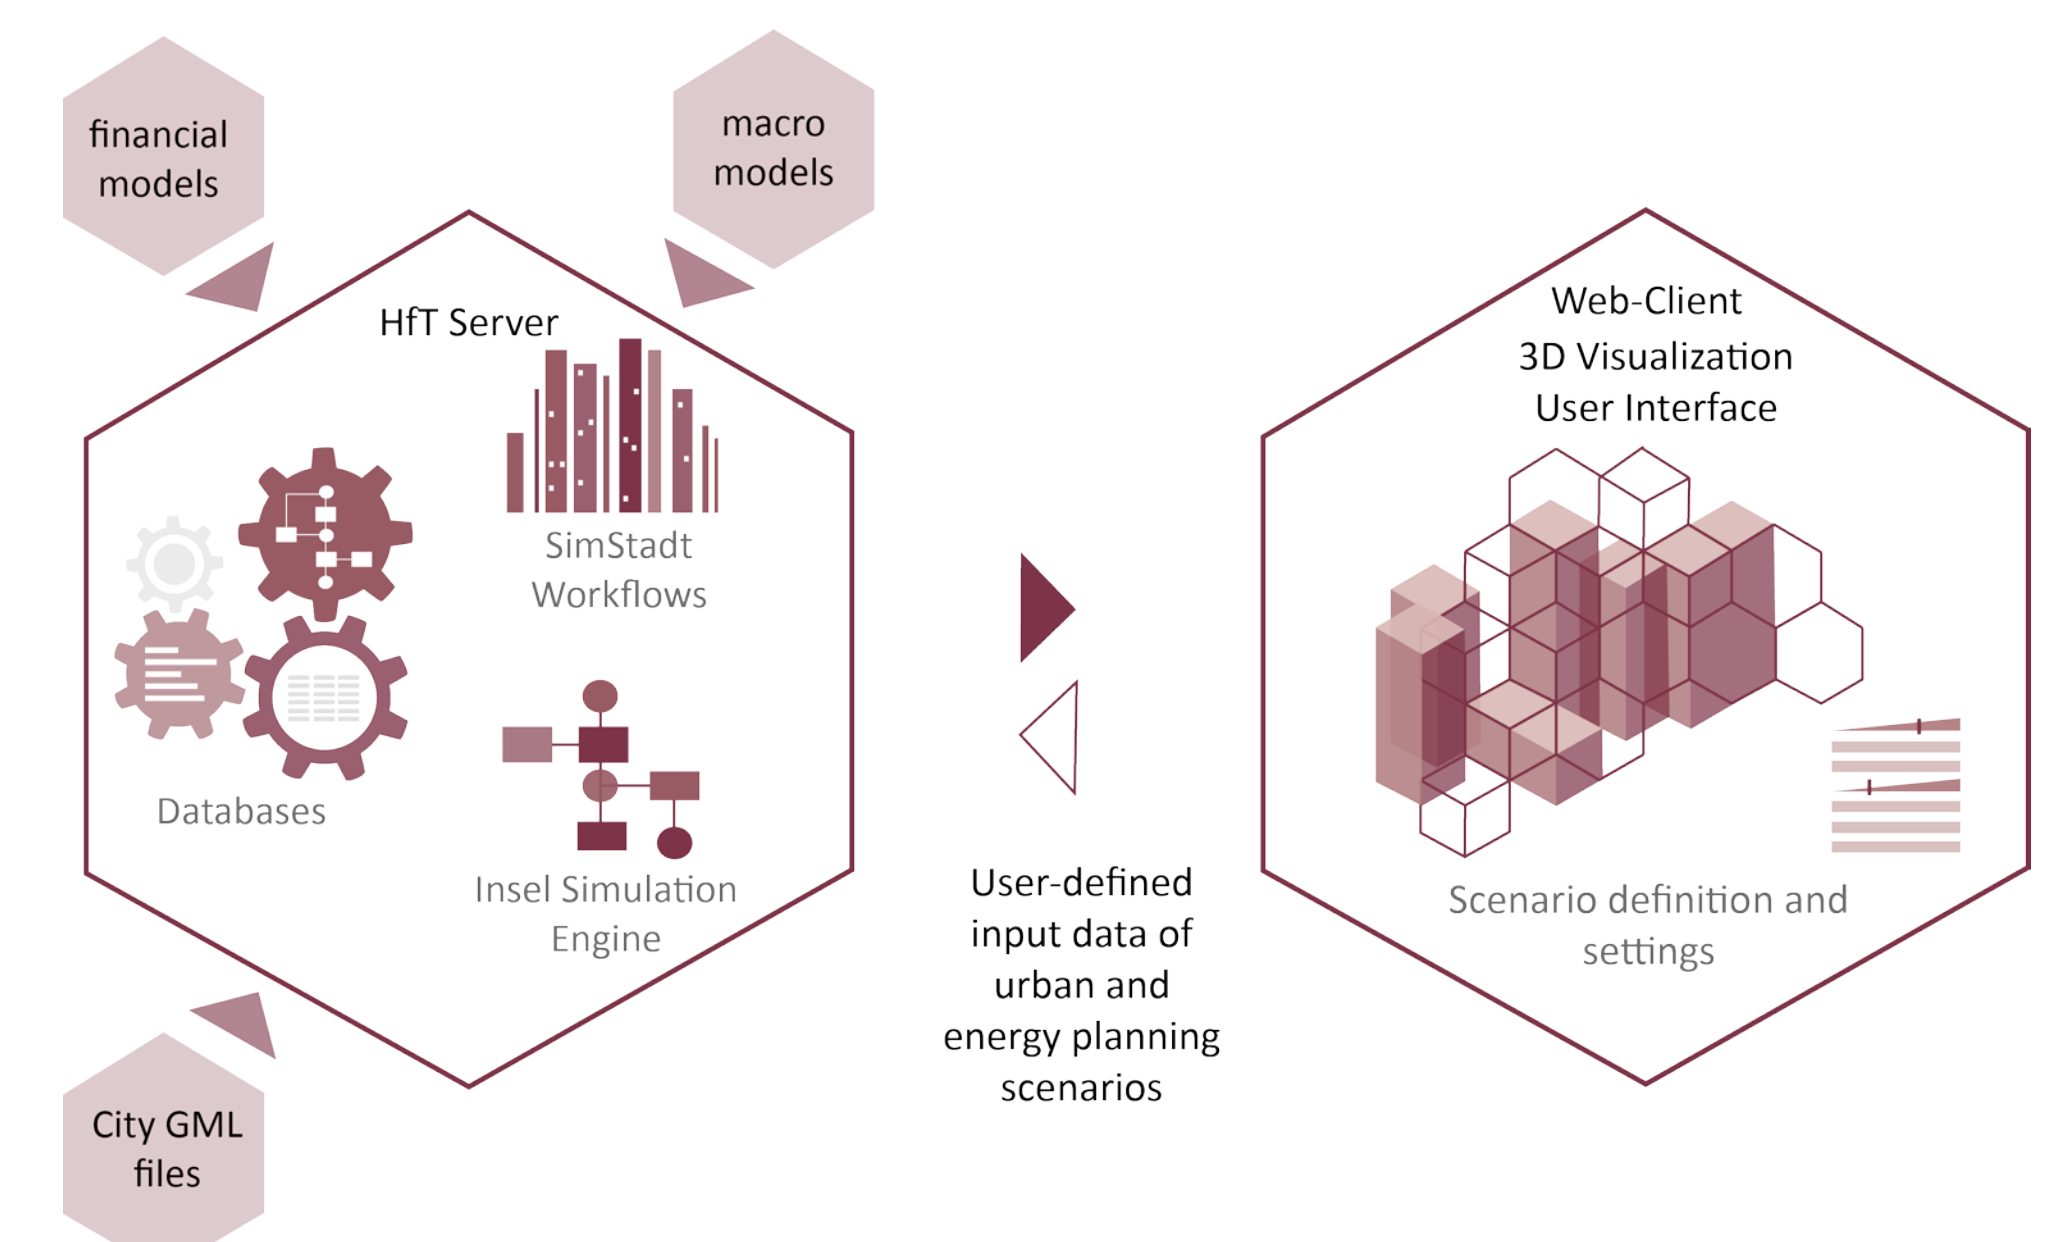 financial
models
macro
models
HfT Server
SimStadt
Workflows
Databases
Insel Simulation
Engine
City GML
files
User-defined
input data of
urban and
energy planning
scenarios
Web-Client
3D Visualization
User Interface
Scenario definition and
settings